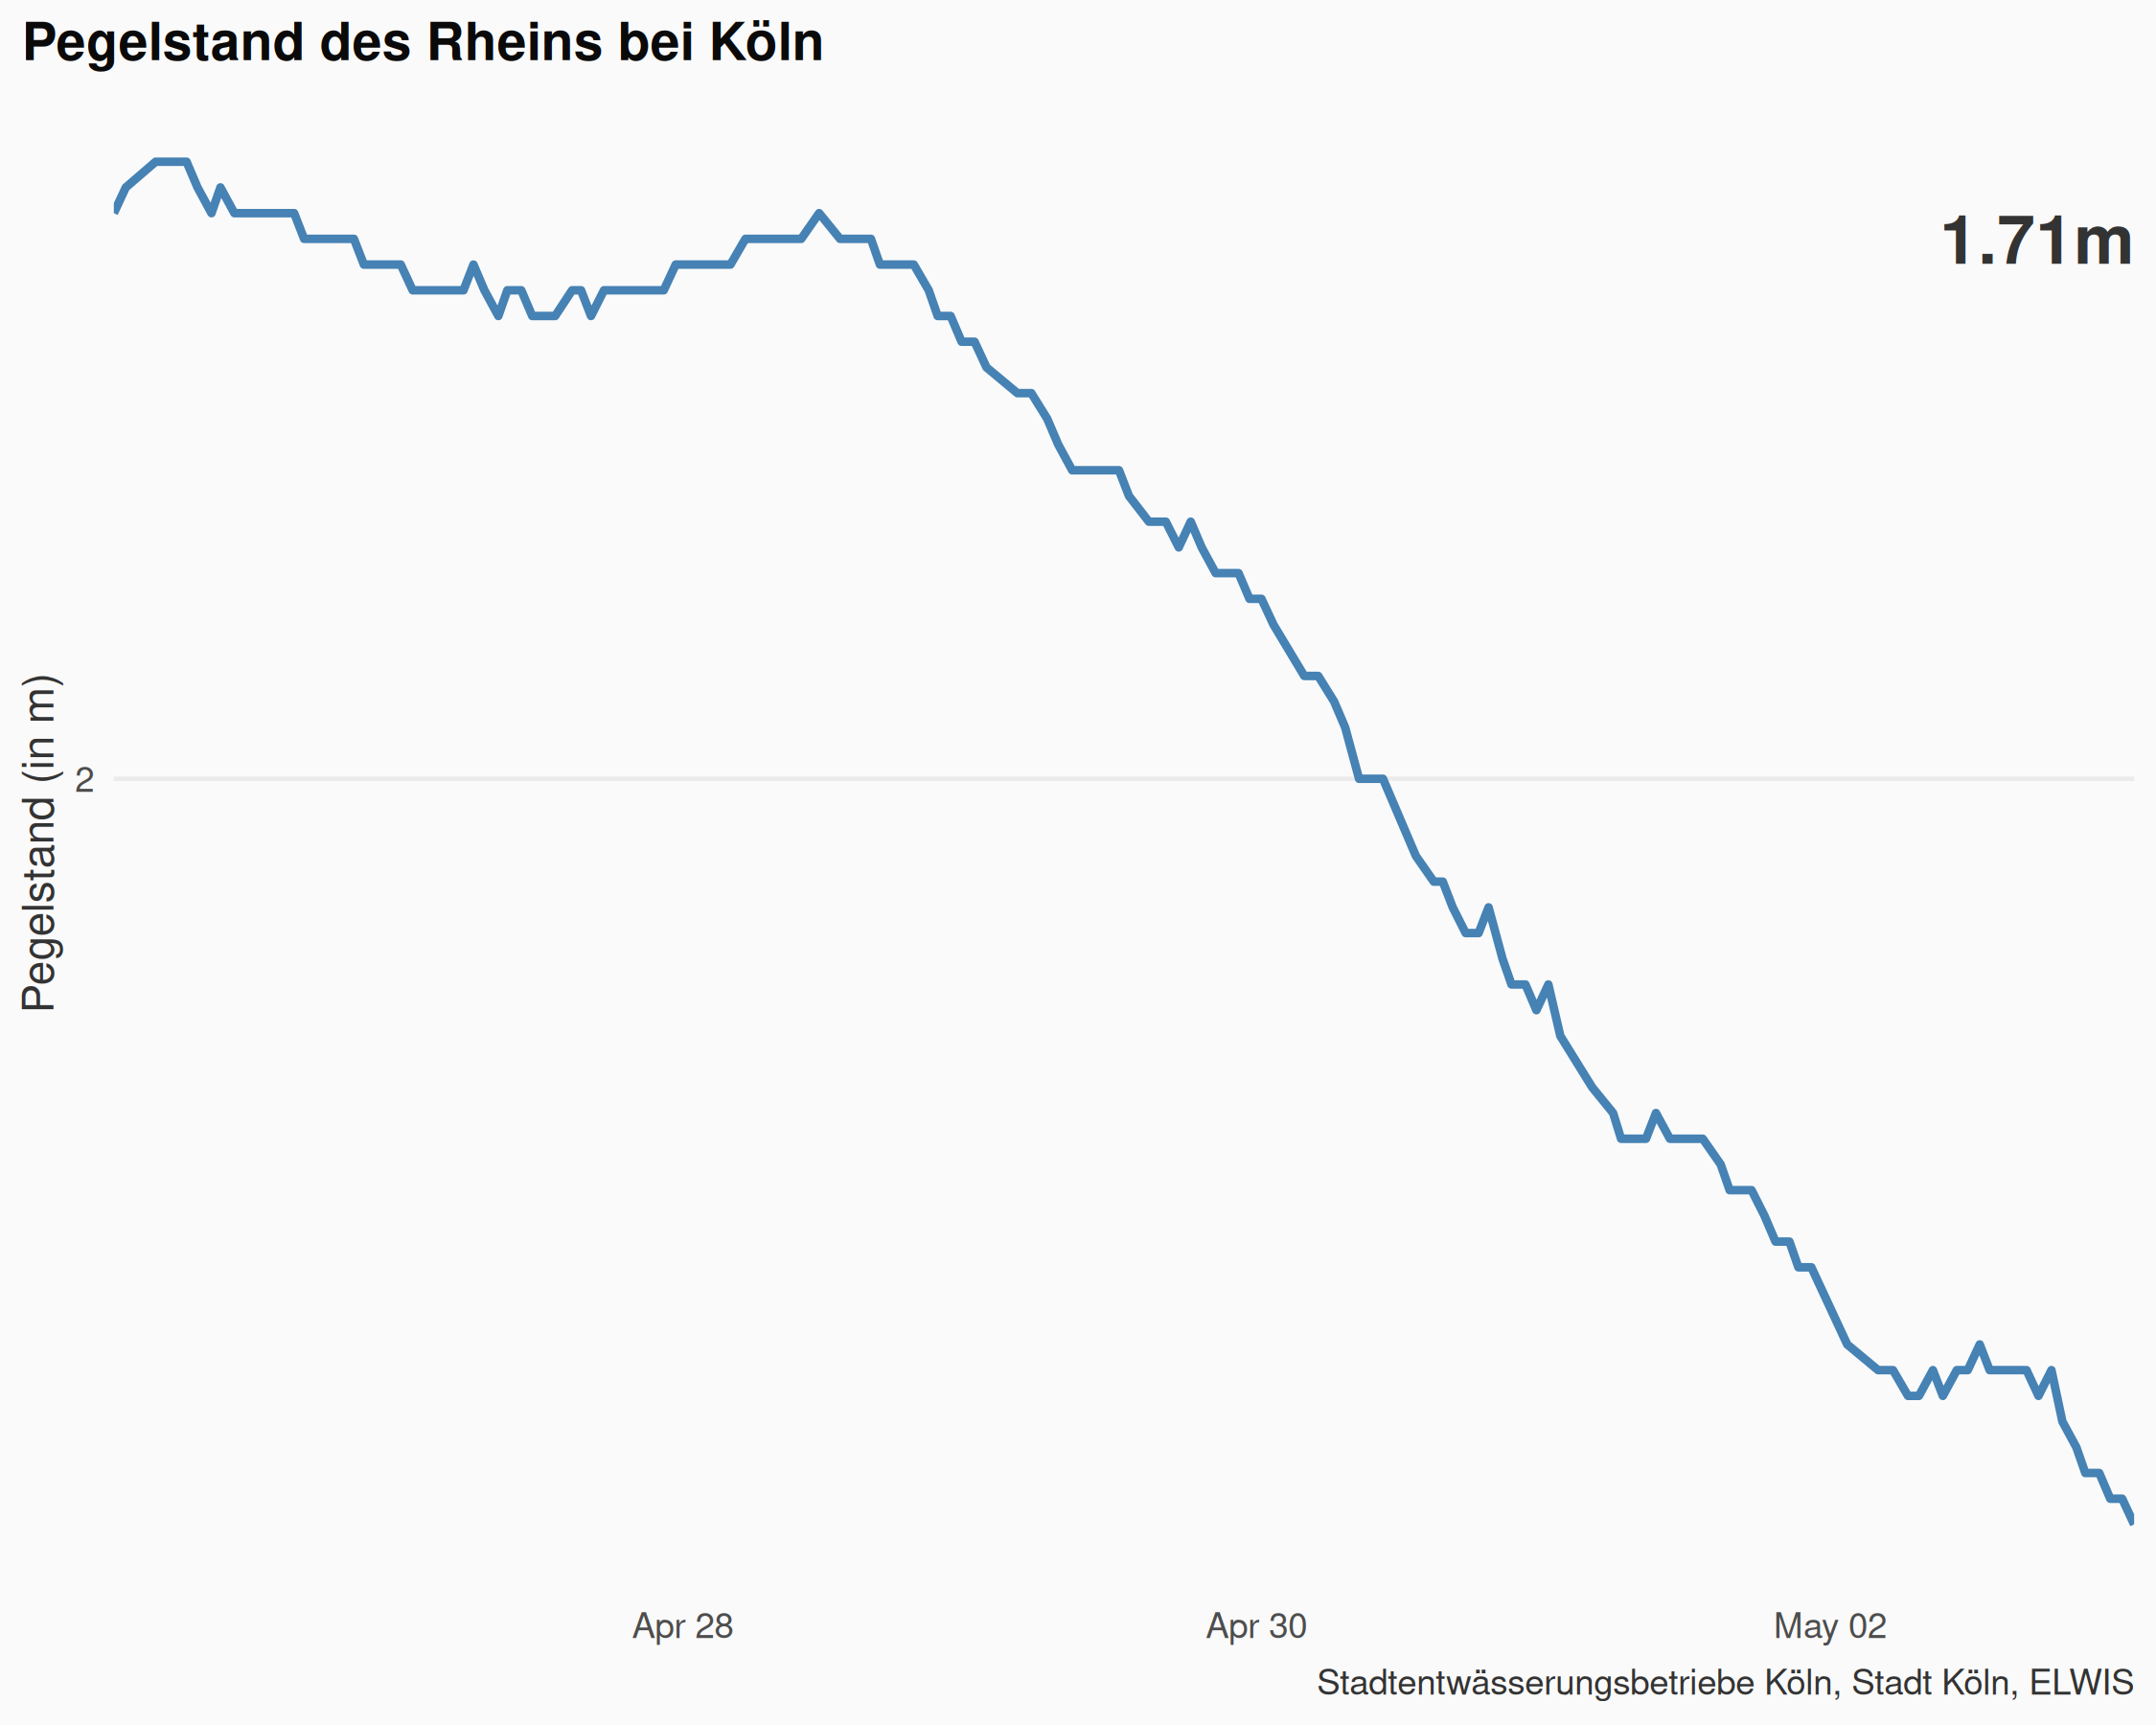 Pegelstand des Rheins bei Köln
1.71m
Pegelstand (in m)
2
Apr 28
Apr 30
May 02
Stadtentwässerungsbetriebe Köln, Stadt Köln, ELWIS